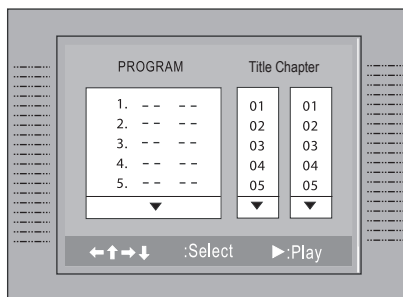 PROGRAM Title Chapter
1. -- -- 01 01
2. -- -- 02 02
3. -- -- 03 03
4. -- -- 04 04
5. -- -- 05 05
▼ ▼ ▼
←↑→↓ :Select ►:Play